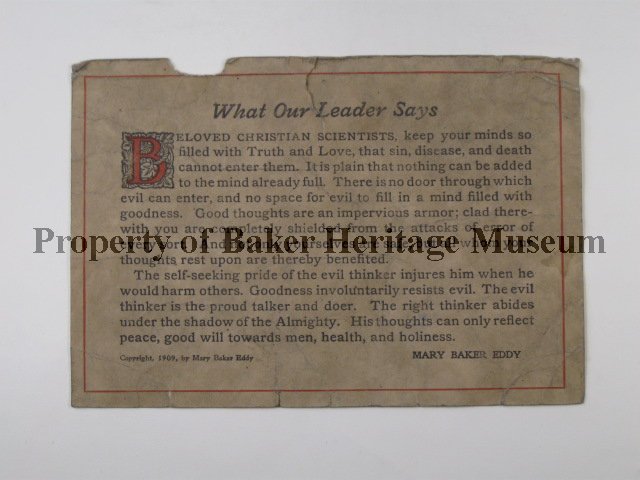 What Our Leader Says
BELOVED CHRISTIAN SCIENTISTS, keep your minds so
filled with Truth and Love, that sin, disease, and death
cannot enter them. It is plain that nothing can be added
to the mind already full. There is no door through which
evil can enter, and no space for evil to fill in a mind filled with
goodness. Good thoughts are an impervious armor; clad there-
with you are completely shielded from the attacks of error of
Property of Baker Heritage Museum
thoughts rest upon are thereby benefited.
The self-seeking pride of the evil thinker injures him when he
would harm others. Goodness involuntarily resists evil. The evil
thinker is the proud talker and doer. The right thinker abides
under the shadow of the Almighty. His thoughts can only reflect
peace, good will towards men, health, and holiness.
Copyright, 1909, by Mary Baker Eddy
MARY BAKER EDDY